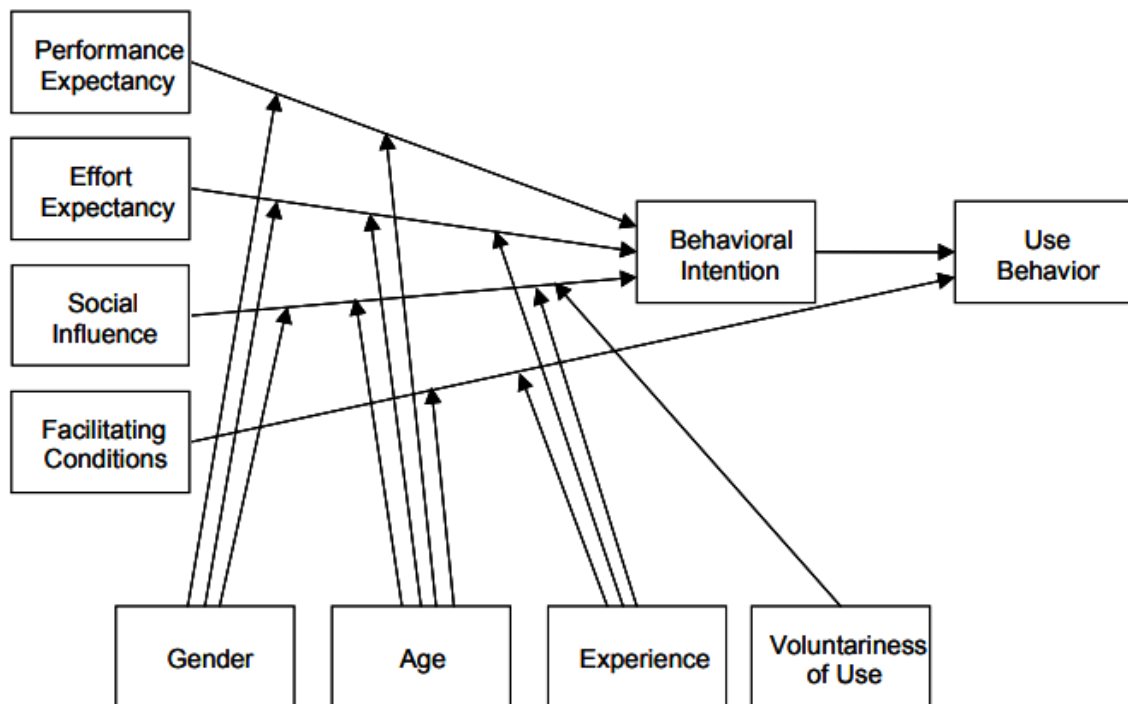 Performance
Expectancy
Effort
Expectancy
Social
Influence
Facilitating
Conditions
Behavioral
Intention
Use
Behavior
Gender
Age
Experience
Voluntariness
of Use